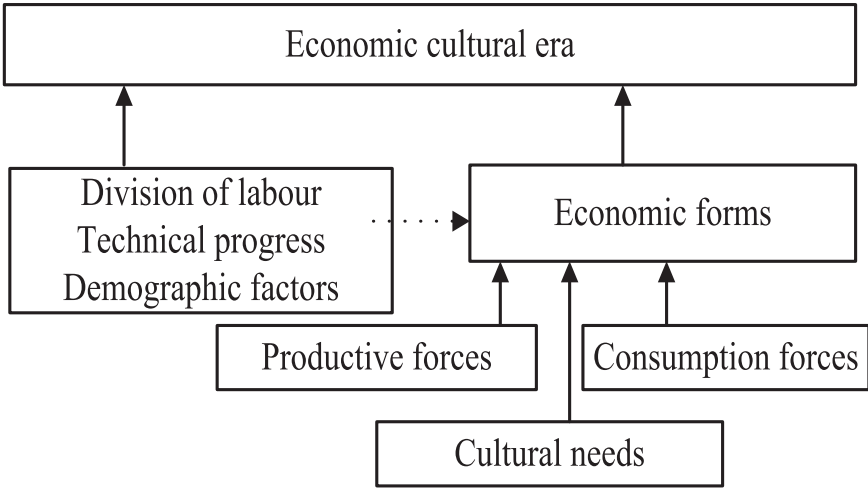 Economic cultural era
Division of labour
Technical progress
Demographic factors
Economic forms
Productive forces
Consumption forces
Cultural needs